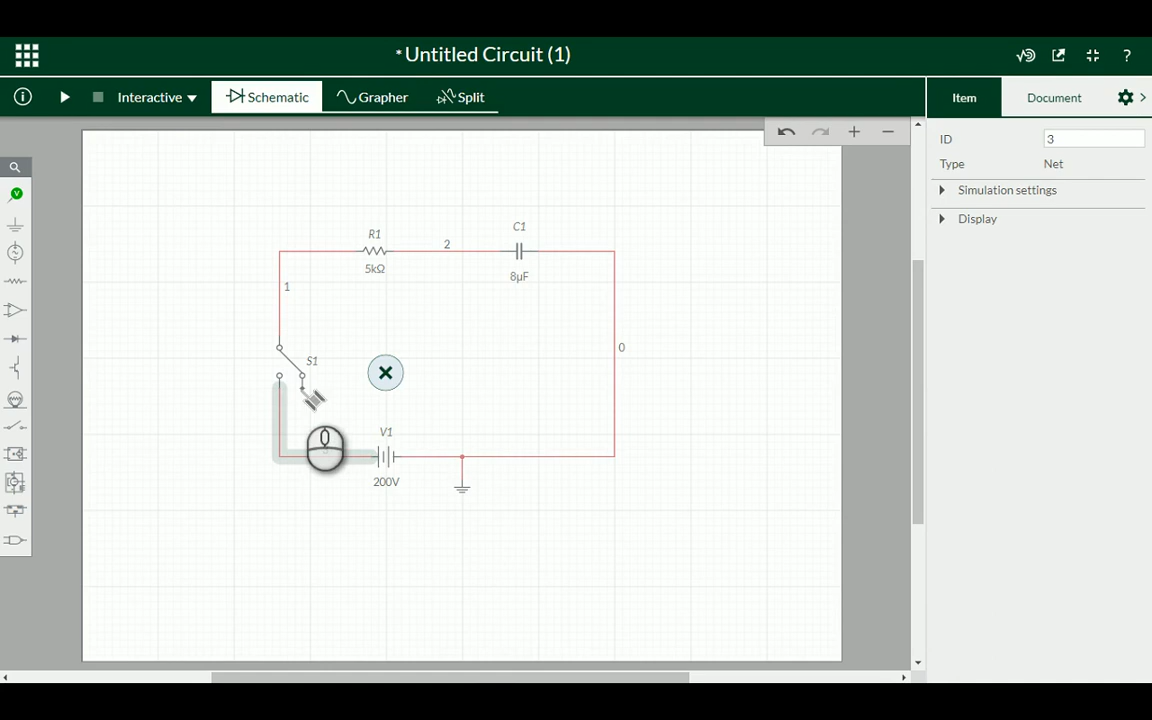 * Untitled Circuit (1)
?
Interactive
Schematic
Grapher
Split
Item
Document
ID
3
Type
Net
Simulation settings
Display
V
R1
5kΩ
2
C1
8µF
1
0
S1
V1
200V